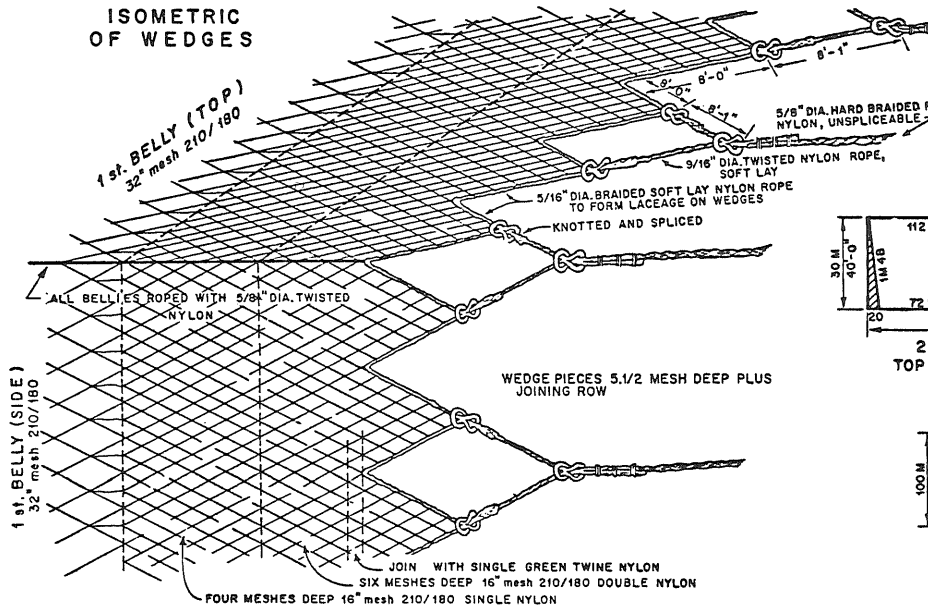 ISOMETRIC
OF WEDGES
1 st. BELLY (TOP)
32" mesh 210/180
8'-0"
8'-1"
8'-0"
8'-1"
5/8" DIA. HARD BRAIDED
NYLON, UNSPLICEABLE
9/16" DIA. TWISTED NYLON ROPE,
SOFT LAY
5/16" DIA. BRAIDED SOFT LAY NYLON ROPE
TO FORM LACEAGE ON WEDGES
KNOTTED AND SPLICED
ALL BELLIES ROPED WITH 5/8" DIA. TWISTED
NYLON
1 st. BELLY (SIDE)
32" mesh 210/180
WEDGE PIECES 5.1/2 MESH DEEP PLUS
JOINING ROW
JOIN WITH SINGLE GREEN TWINE NYLON
SIX MESHES DEEP 16" mesh 210/180 DOUBLE NYLON
FOUR MESHES DEEP 16" mesh 210/180 SINGLE NYLON
112
30 M
40'-0"
1M 4B
72
20
2
TOP
100 M